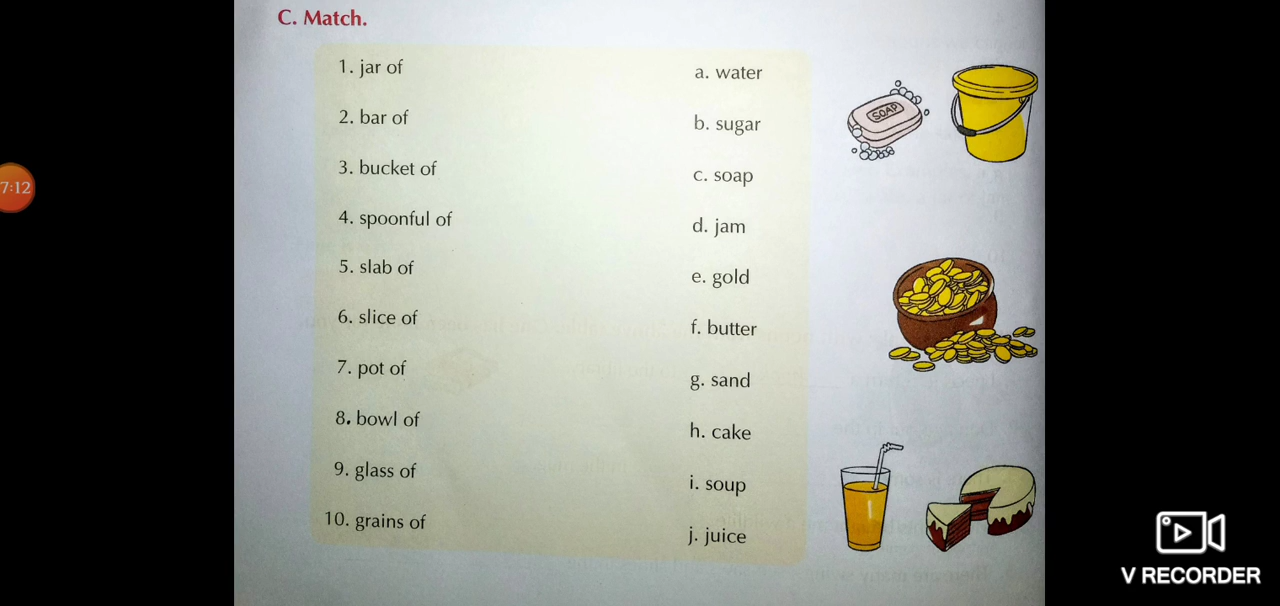 C. Match.
1. jar of
a. water
2. bar of
b. sugar
3. bucket of
c. soap
4. spoonful of
d. jam
5. slab of
e. gold
6. slice of
f. butter
7. pot of
g. sand
8. bowl of
h. cake
9. glass of
i. soup
10. grains of
j. juice
SOAP
7:12
V RECORDER